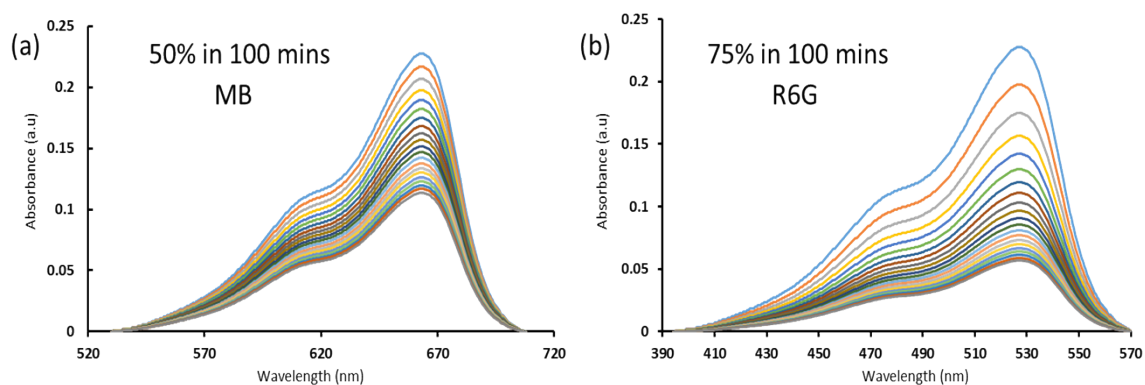 (a)
50% in 100 mins
MB
Absorbance (a.u)
0.25
0.2
0.15
0.1
0.05
0
520 570 620 670 720
Wavelength (nm)
(b)
75% in 100 mins
R6G
Absorbance (a.u)
0.25
0.2
0.15
0.1
0.05
0
390 410 430 450 470 490 510 530 550 570
Wavelength (nm)